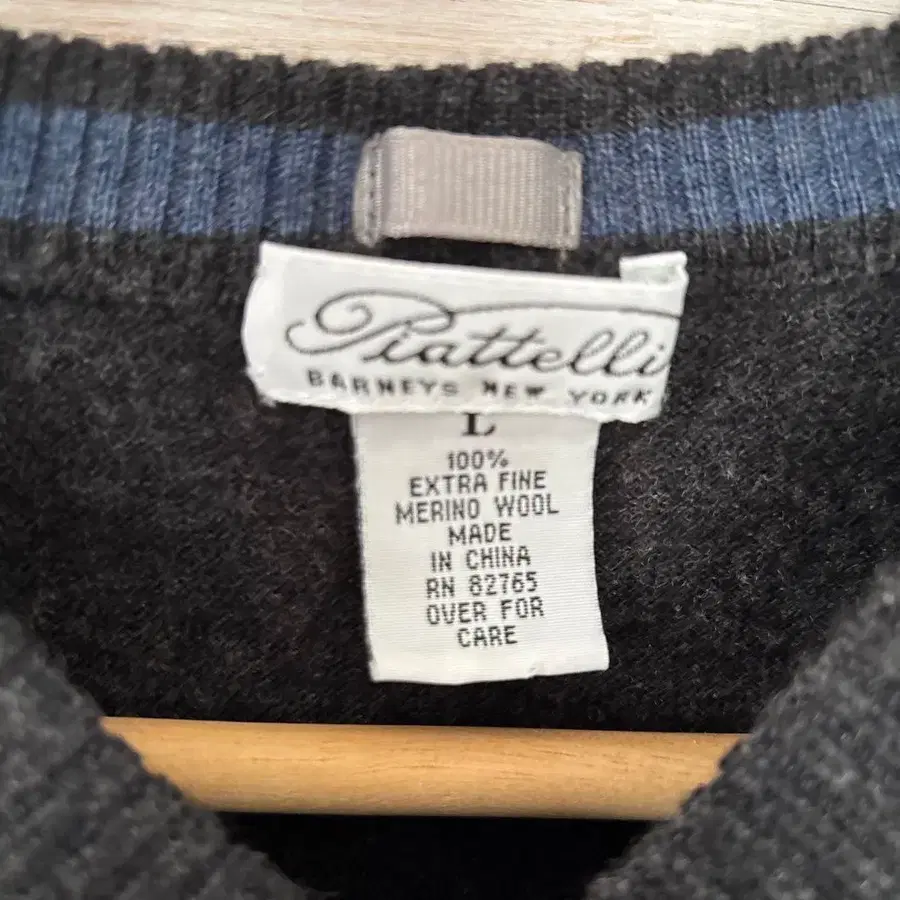 Piattelli
BARNEYS NEW YORK
L
100%
EXTRA FINE
MERINO WOOL
MADE
IN CHINA
RN 82765
OVER FOR
CARE